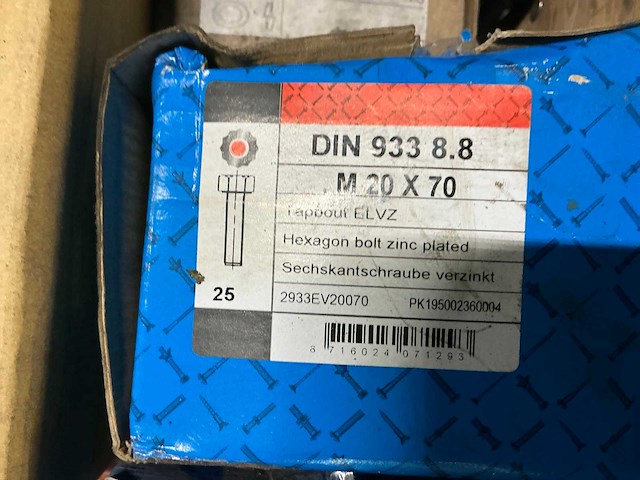 DIN 933 8.8
M 20 X 70
Tapbout ELVZ
Hexagon bolt zinc plated
Sechskantschraube verzinkt
25
2933EV20070 PK195002360004
8 716024 071293